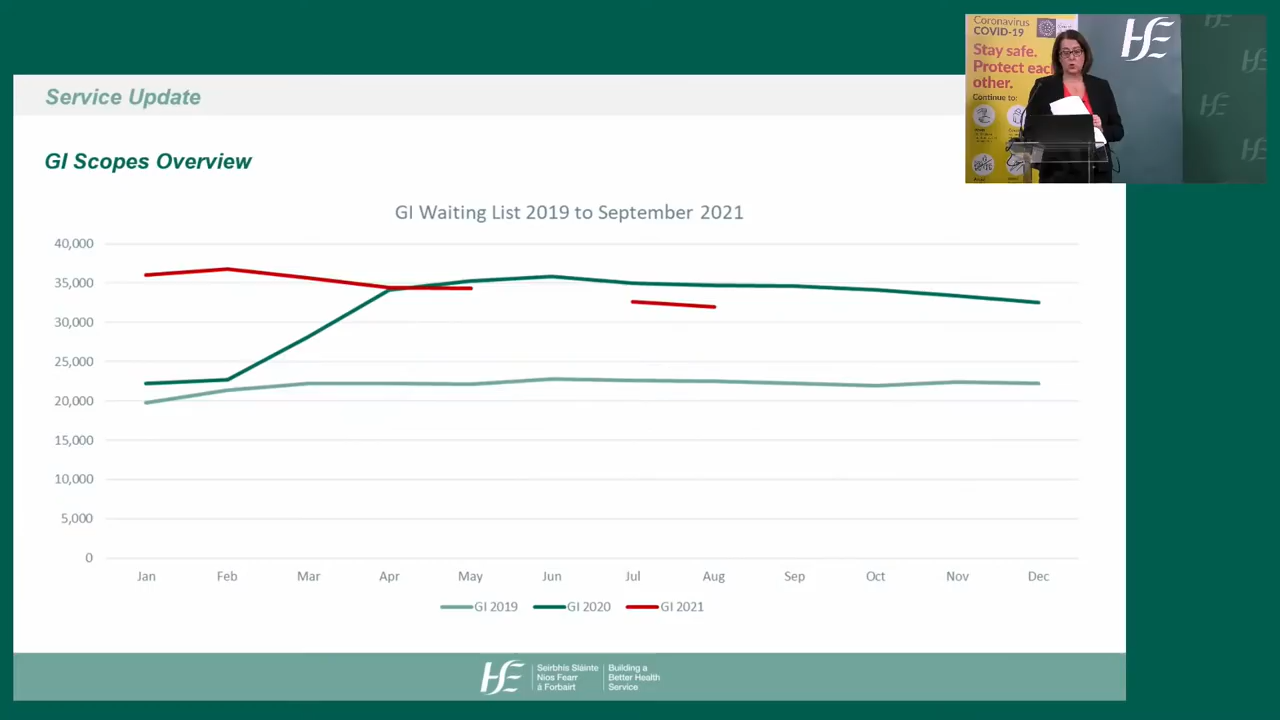 Service Update
GI Scopes Overview
GI Waiting List 2019 to September 2021
40,000
35,000
30,000
25,000
20,000
15,000
10,000
5,000
0
Jan Feb Mar Apr May Jun Jul Aug Sep Oct Nov Dec
GI 2019 GI 2020 GI 2021
Seirbhís Sláinte
Níos Fearr
á Forbairt
Building a
Better Health
Service
Coronavirus
COVID-19
Stay safe.
Protect eac
other.
Continue to: